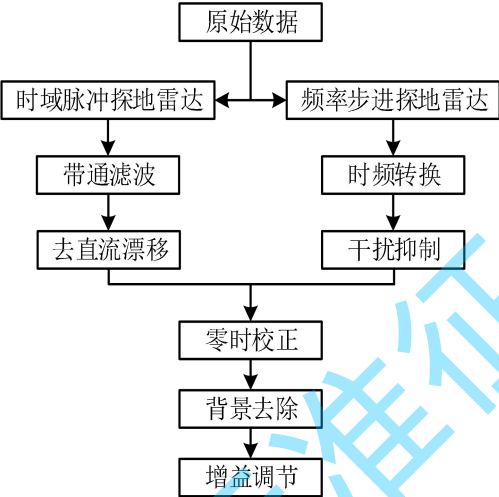 原始数据
时域脉冲探地雷达
频率步进探地雷达
带通滤波
时频转换
去直流漂移
干扰抑制
零时校正
背景去除
增益调节
准征